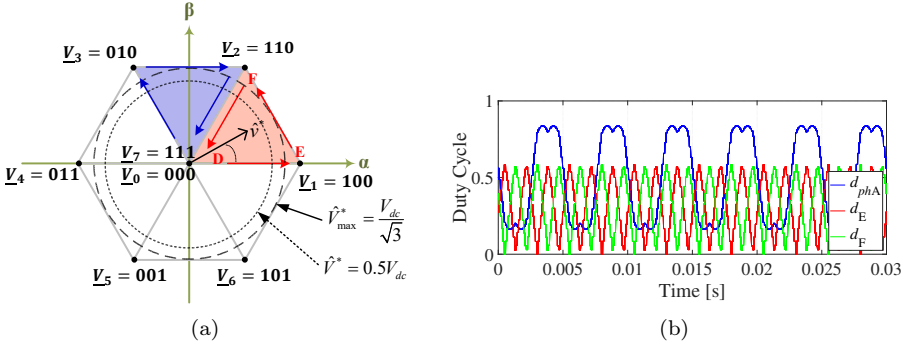 β
V3 = 010
V2 = 110
F
v̂*
V7 = 111
D
E
α
V4 = 011
V0 = 000
V1 = 100
V̂*max = Vdc/√3
V̂* = 0.5Vdc
V5 = 001
V6 = 101
(a)
1
0.5
0
Duty Cycle
dphA
dE
dF
0
0.005
0.01
0.015
0.02
0.025
0.03
Time [s]
(b)